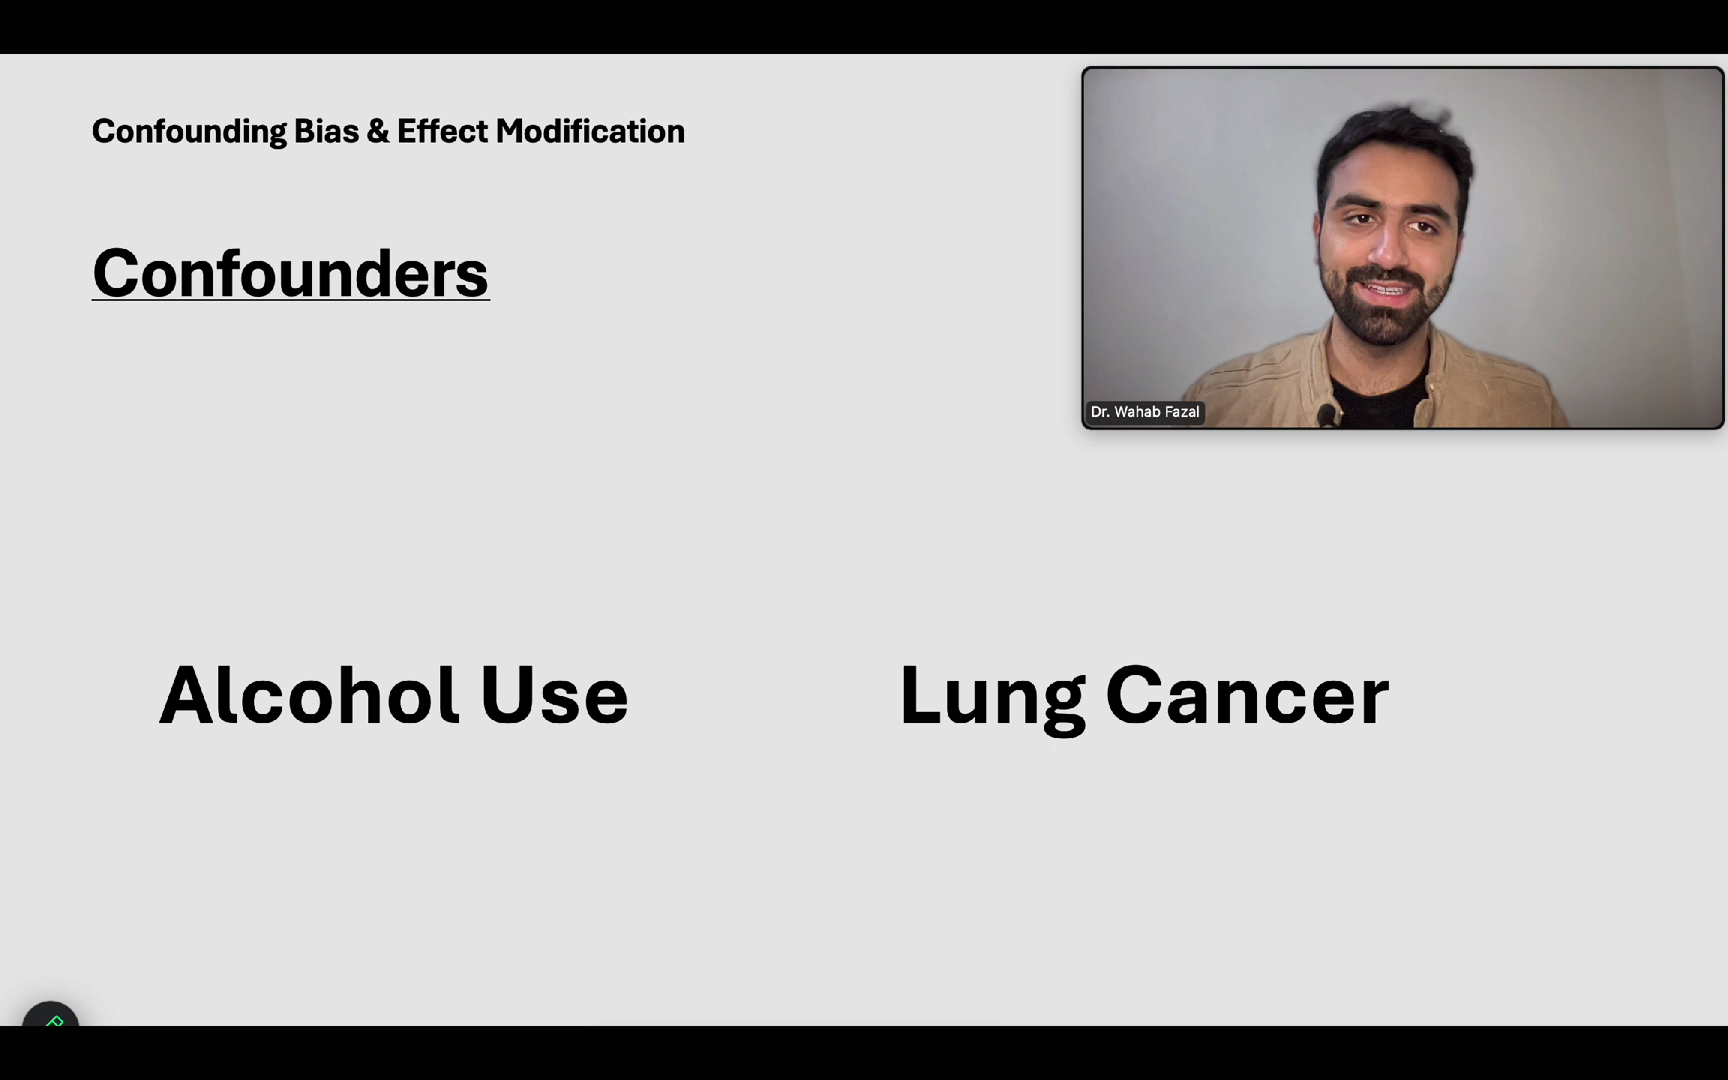 Confounding Bias & Effect Modification
Confounders
Dr. Wahab Fazal
Alcohol Use
Lung Cancer